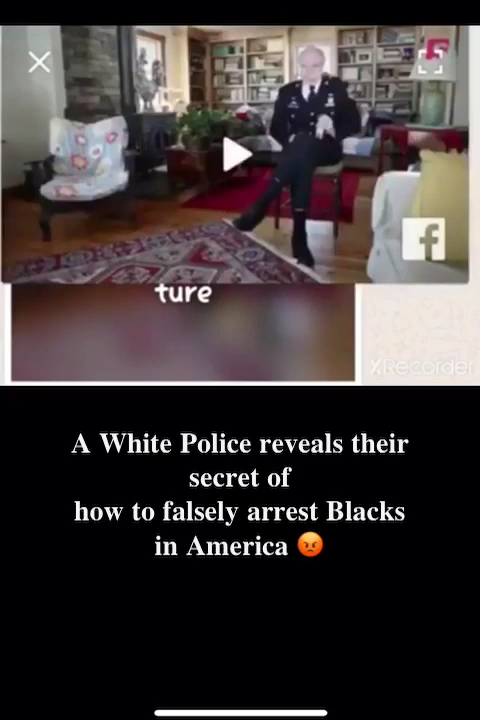 ture
XRecorder
A White Police reveals their
secret of
how to falsely arrest Blacks
in America 😡